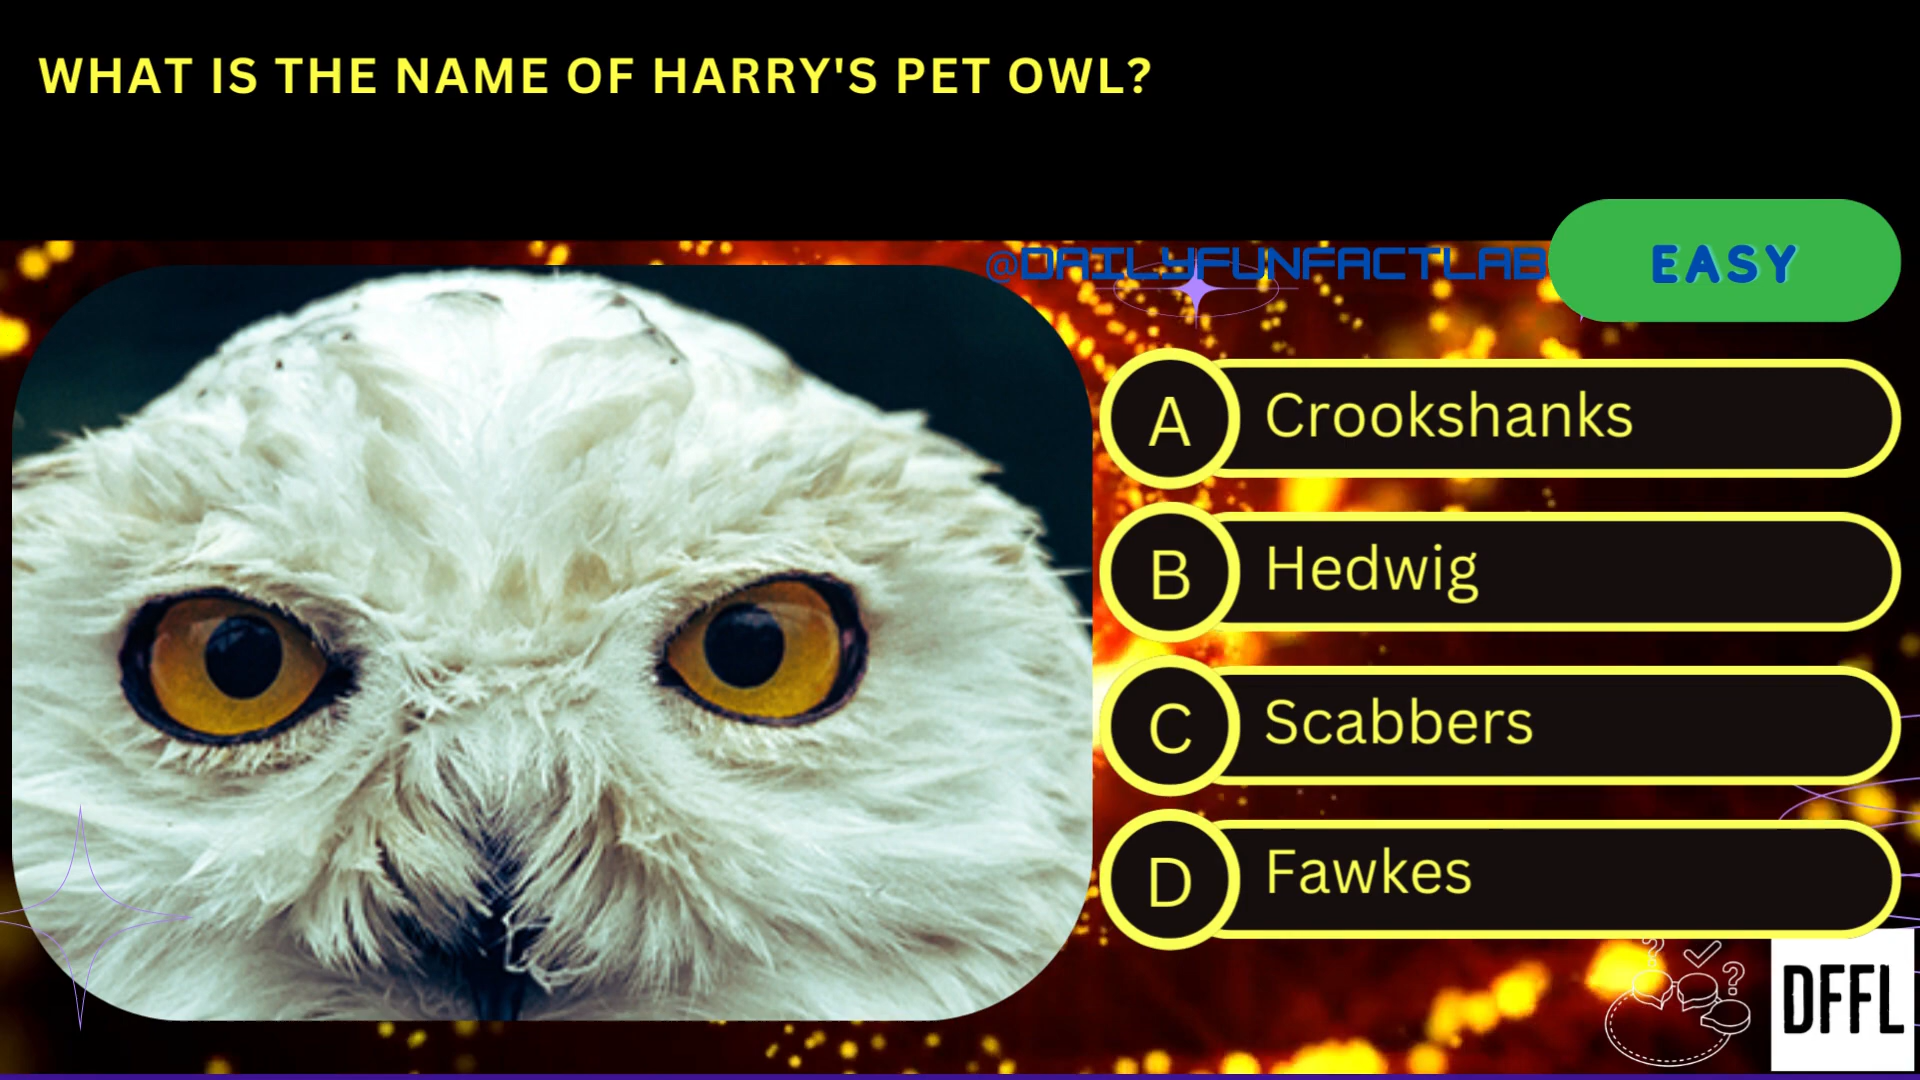 WHAT IS THE NAME OF HARRY'S PET OWL?
@DAILYFUNFACTLAB
EASY
A Crookshanks
B Hedwig
C Scabbers
D Fawkes
DFFL